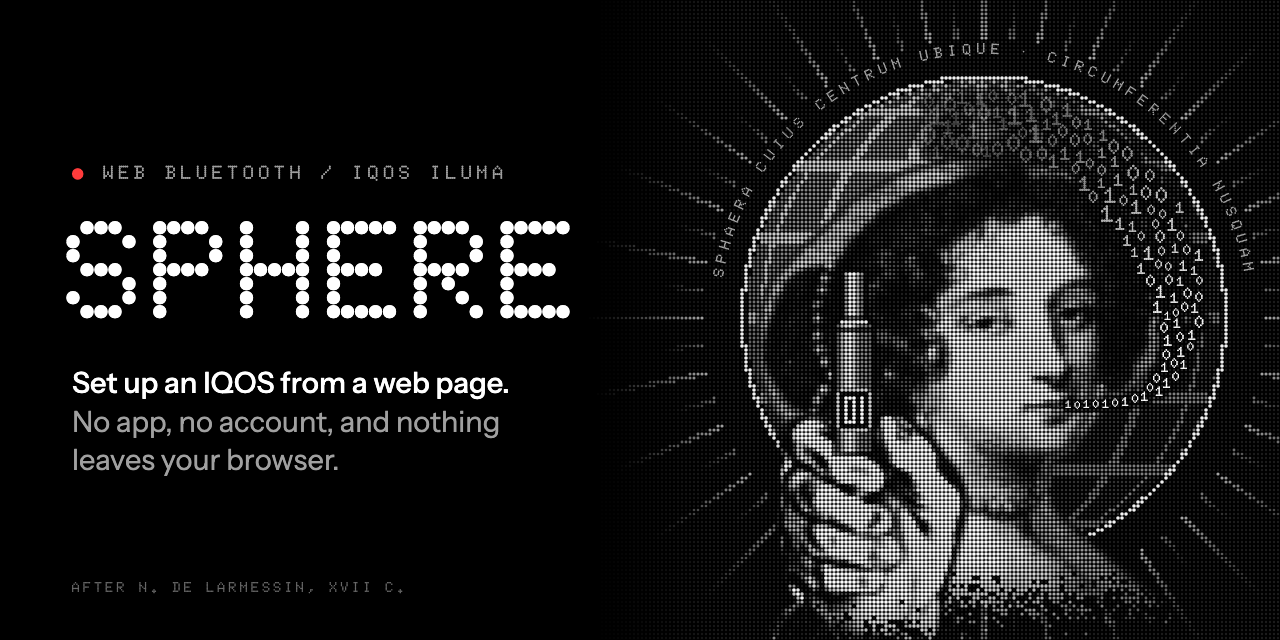 WEB BLUETOOTH / IQOS ILUMA
SPHERE
Set up an IQOS from a web page.
No app, no account, and nothing
leaves your browser.
AFTER N. DE LARMESSIN, XVII C.
SPHAERA CUIUS CENTRUM UBIQUE · CIRCUMFERENTIA NUSQUAM
101010101